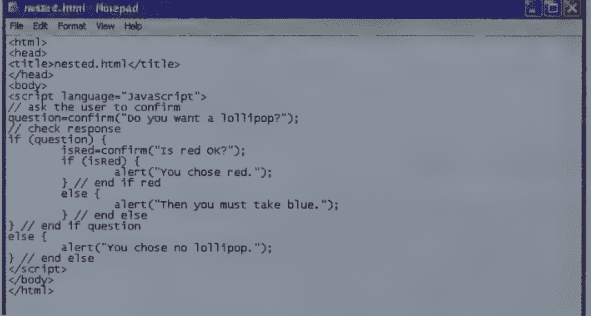 nested.html - Notepad
File Edit Format View Help
<html>
<head>
<title>nested.html</title>
</head>
<body>
<script language="JavaScript">
// ask the user to confirm
question=confirm("Do you want a lollipop?");
// check response
if (question) {
        isRed=confirm("Is red OK?");
        if (isRed) {
                alert("You chose red.");
        } // end if red
        else {
                alert("Then you must take blue.");
        } // end else
} // end if question
else {
        alert("You chose no lollipop.");
} // end else
</script>
</body>
</html>